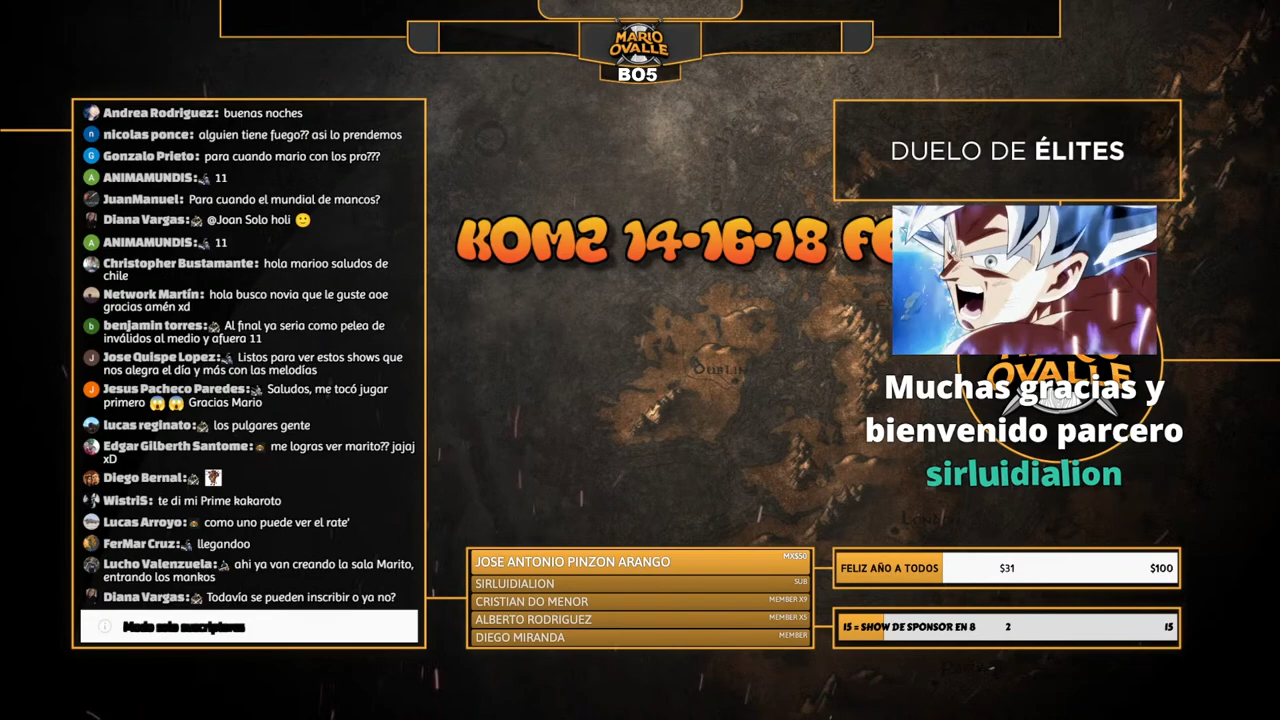 MARIO
OVALLE
BO5
Andrea Rodriguez: buenas noches
nicolas ponce: alguien tiene fuego?? asi lo prendemos
Gonzalo Prieto: para cuando mario con los pro???
ANIMAMUNDIS: 11
JuanManuel: Para cuando el mundial de mancos?
Diana Vargas: @Joan Solo holi 🙂
ANIMAMUNDIS: 11
Christopher Bustamante: hola marioo saludos de
chile
Network Martín: hola busco novia que le guste aoe
gracias amén xd
benjamin torres: Al final ya seria como pelea de
inválidos al medio y afuera 11
Jose Quispe Lopez: Listos para ver estos shows que
nos alegra el día y más con las melodías
Jesus Pacheco Paredes: Saludos, me tocó jugar
primero 😱 😱 Gracias Mario
lucas reginato: los pulgares gente
Edgar Gilberth Santome: me logras ver marito?? jajaj
xD
Diego Bernal:
WistriS: te di mi Prime kakaroto
Lucas Arroyo: como uno puede ver el rate'
FerMar Cruz: llegandoo
Lucho Valenzuela: ahi ya van creando la sala Marito,
entrando los mankos
Diana Vargas: Todavía se pueden inscribir o ya no?
Modo solo suscriptores
KOM2 14•16•18 FE
DUBLIN
DUELO DE ÉLITES
OVALLE
Muchas gracias y
bienvenido parcero
sirluidialion
LONDON
JOSE ANTONIO PINZON ARANGO MX$50
SIRLUIDIALION SUB
CRISTIAN DO MENOR MEMBER X9
ALBERTO RODRIGUEZ MEMBER X5
DIEGO MIRANDA MEMBER
FELIZ AÑO A TODOS $31 $100
15 = SHOW DE SPONSOR EN 8 2 15